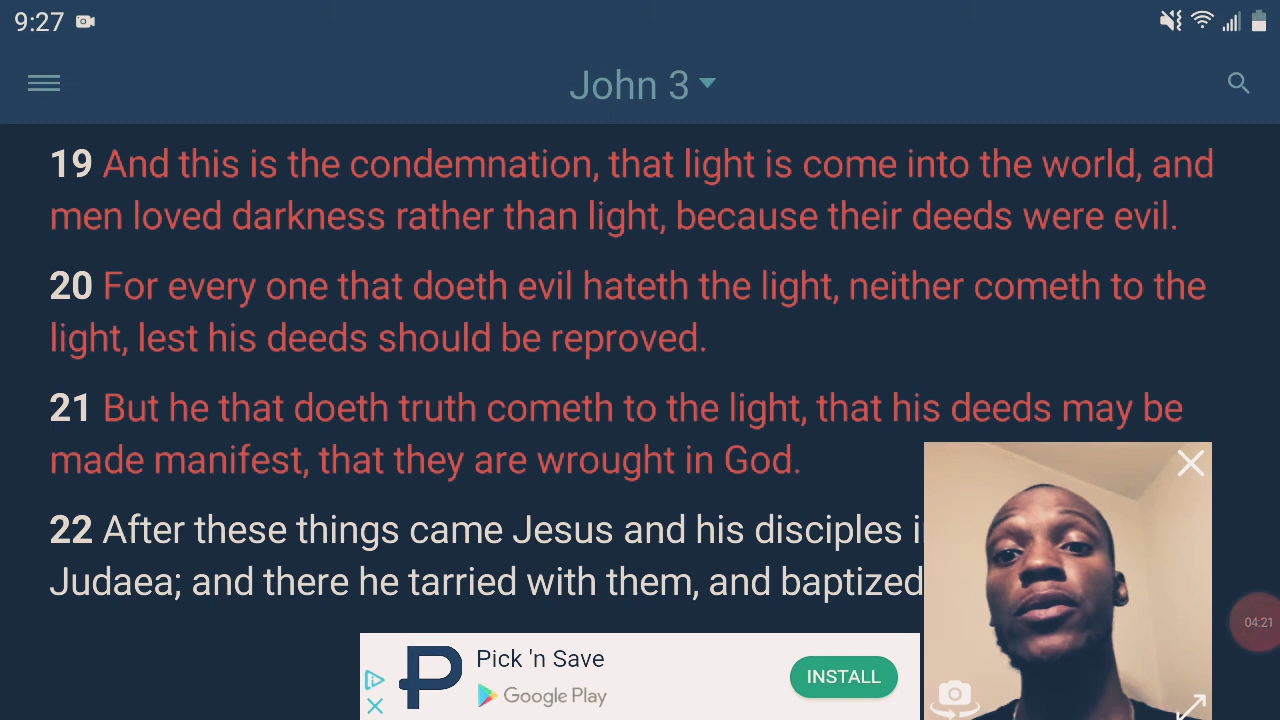 9:27
John 3
19 And this is the condemnation, that light is come into the world, and
men loved darkness rather than light, because their deeds were evil.
20 For every one that doeth evil hateth the light, neither cometh to the
light, lest his deeds should be reproved.
21 But he that doeth truth cometh to the light, that his deeds may be
made manifest, that they are wrought in God.
22 After these things came Jesus and his disciples i
Judaea; and there he tarried with them, and baptized
04:21
Pick 'n Save
Google Play
INSTALL